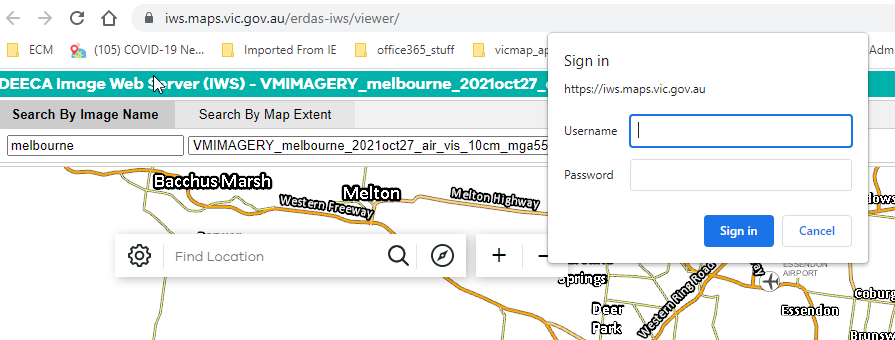 iws.maps.vic.gov.au/erdas-iws/viewer/
ECM
(105) COVID-19 Ne...
Imported From IE
office365_stuff
vicmap_ap
Adm
DEECA Image Web Server (IWS) - VMIMAGERY_melbourne_2021oct27_a
Search By Image Name
Search By Map Extent
melbourne
VMIMAGERY_melbourne_2021oct27_air_vis_10cm_mga55
Sign in
https://iws.maps.vic.gov.au
Username
Password
Sign in
Cancel
Bacchus Marsh
Melton
Melton Highway
Western Freeway
Find Location
+
−
Springs
Deer
Park
Western Ring Road
ESSENDON
AIRPORT
Essendon
Coburg
Brunsw